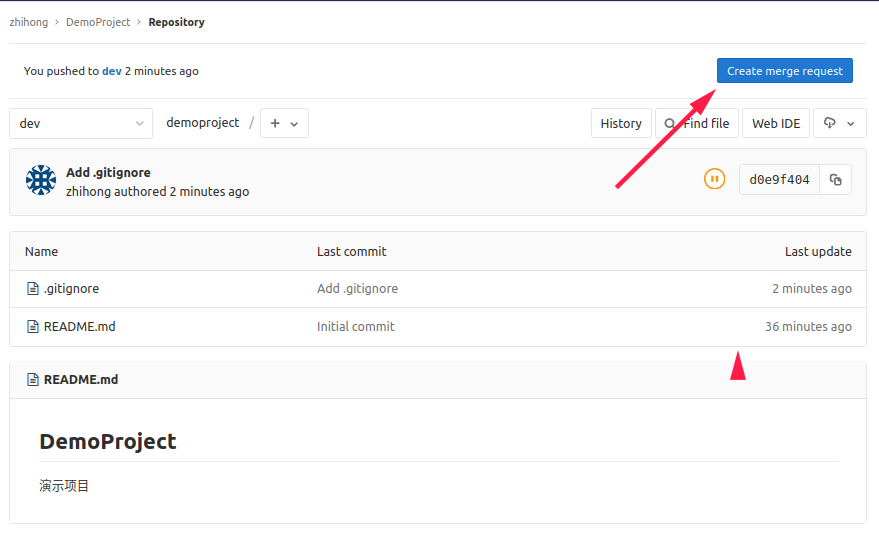 zhihong > DemoProject > Repository
You pushed to dev 2 minutes ago Create merge request
dev demoproject / + History Find file Web IDE
Add .gitignore
zhihong authored 2 minutes ago d0e9f404
Name Last commit Last update
.gitignore Add .gitignore 2 minutes ago
README.md Initial commit 36 minutes ago
README.md
DemoProject
演示项目